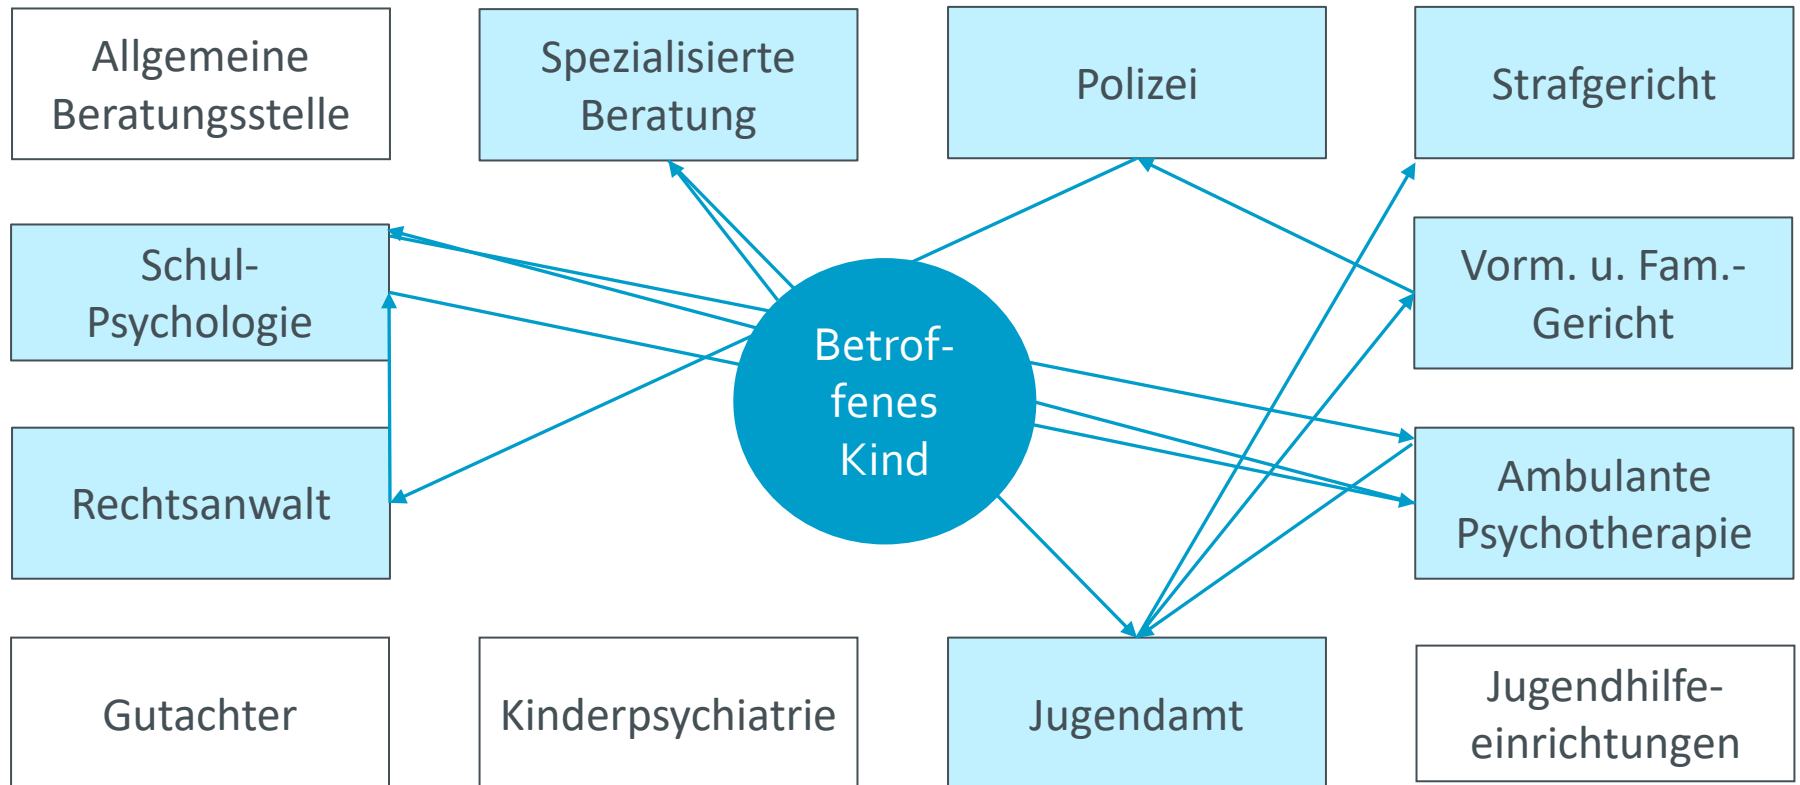 Allgemeine
Beratungsstelle
Spezialisierte
Beratung
Polizei
Strafgericht
Schul-
Psychologie
Vorm. u. Fam.-
Gericht
Betrof-
fenes
Kind
Rechtsanwalt
Ambulante
Psychotherapie
Gutachter
Kinderpsychiatrie
Jugendamt
Jugendhilfe-
einrichtungen